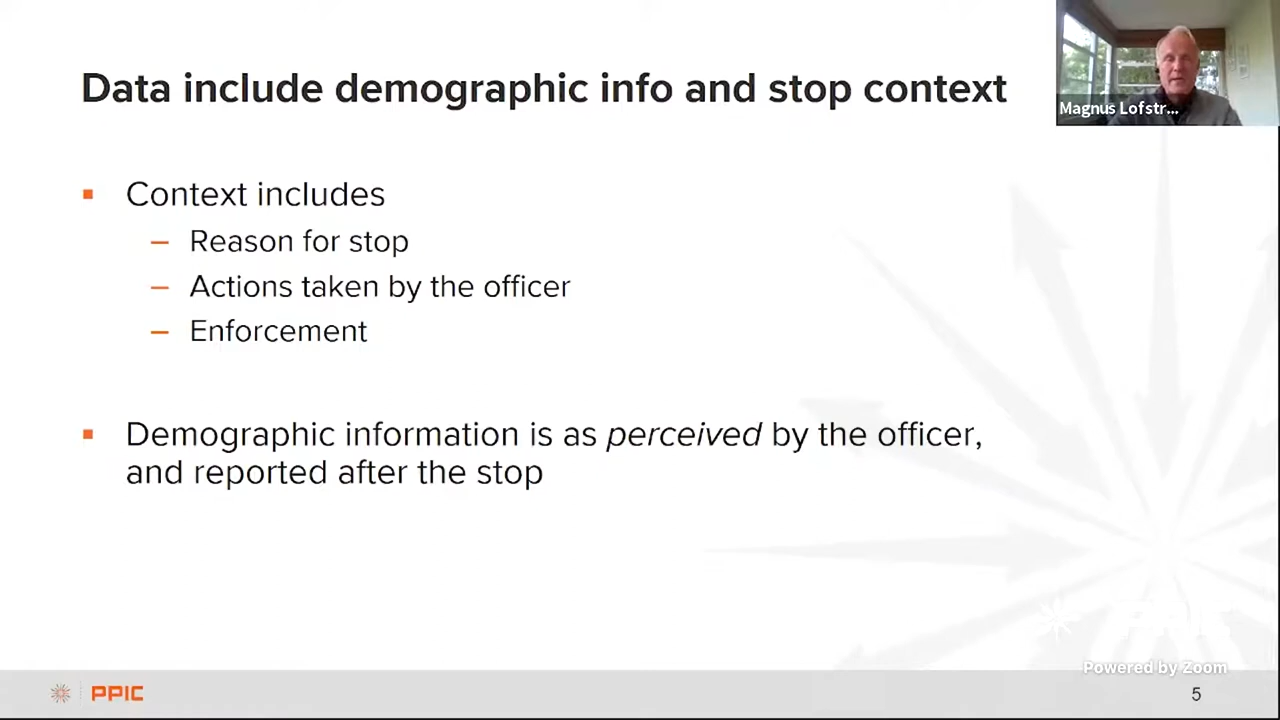 Data include demographic info and stop context
Magnus Lofstr...
▪ Context includes
– Reason for stop
– Actions taken by the officer
– Enforcement
▪ Demographic information is as perceived by the officer,
and reported after the stop
PPIC
Powered by Zoom
PPIC
5